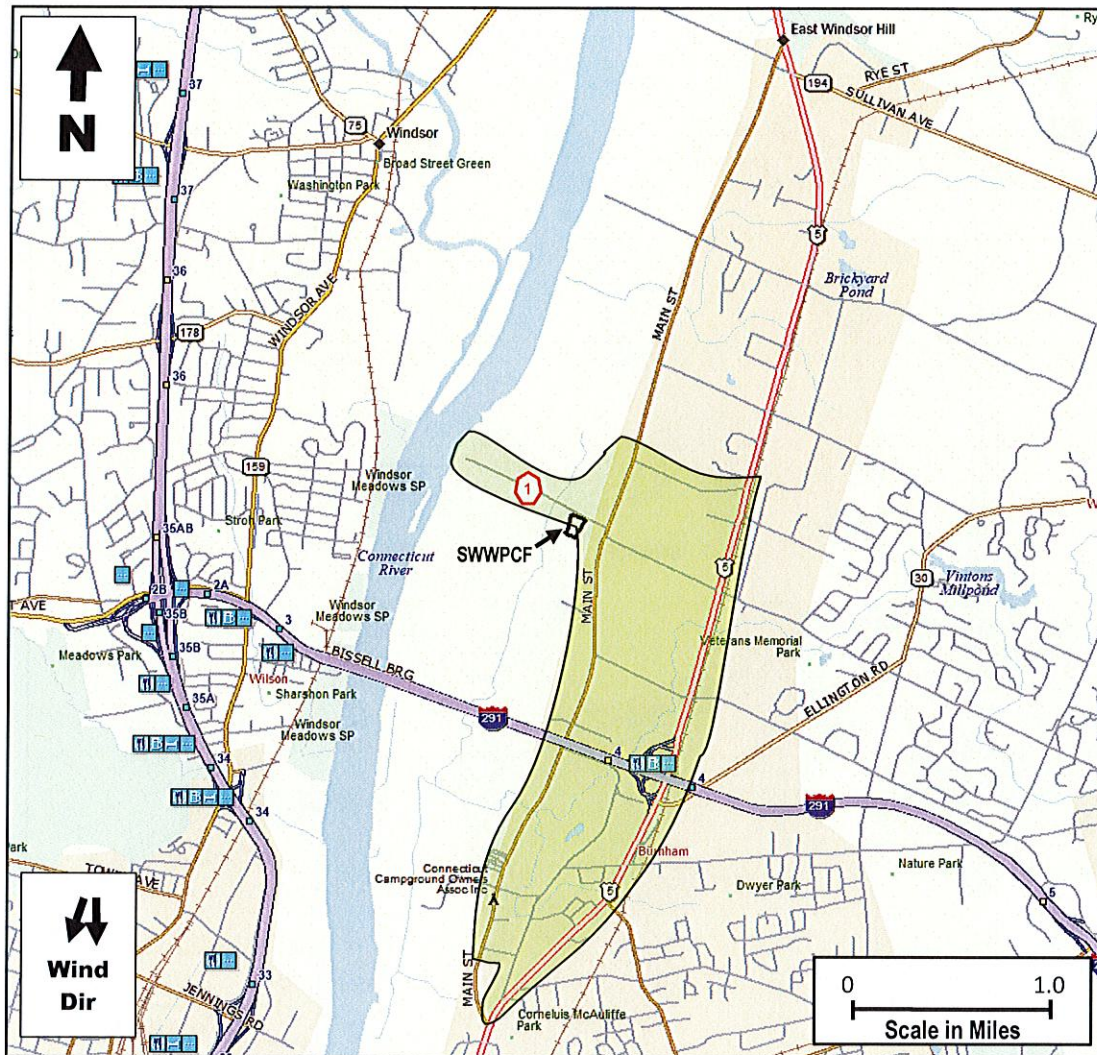 N
37
East Windsor Hill
194
RYE ST
SULLIVAN AVE
75
Windsor
Broad Street Green
Washington Park
37
5
Brickyard
Pond
MAIN ST
36
178
WINDSOR AVE
36
159
Windsor
Meadows SP
1
Stroh Park
35AB
SWWPCF
Connecticut
River
MAIN ST
5
30
Vintons
Millpond
2B
2A
T AVE
35B
3
Windsor
Meadows SP
35B
Meadows Park
Wilson
Sharshon Park
BISSELL BRG
Veterans Memorial
Park
ELLINGTON RD
35A
Windsor
Meadows SP
291
4
4
34
291
34
Burnham
Nature Park
Park
TOWN AVE
Connecticut
Campground Owners
Assoc Inc
5
Dwyer Park
5
Wind
Dir
MAIN ST
33
JENNINGS RD
Corneluis McAuliffe
Park
0 1.0
Scale in Miles